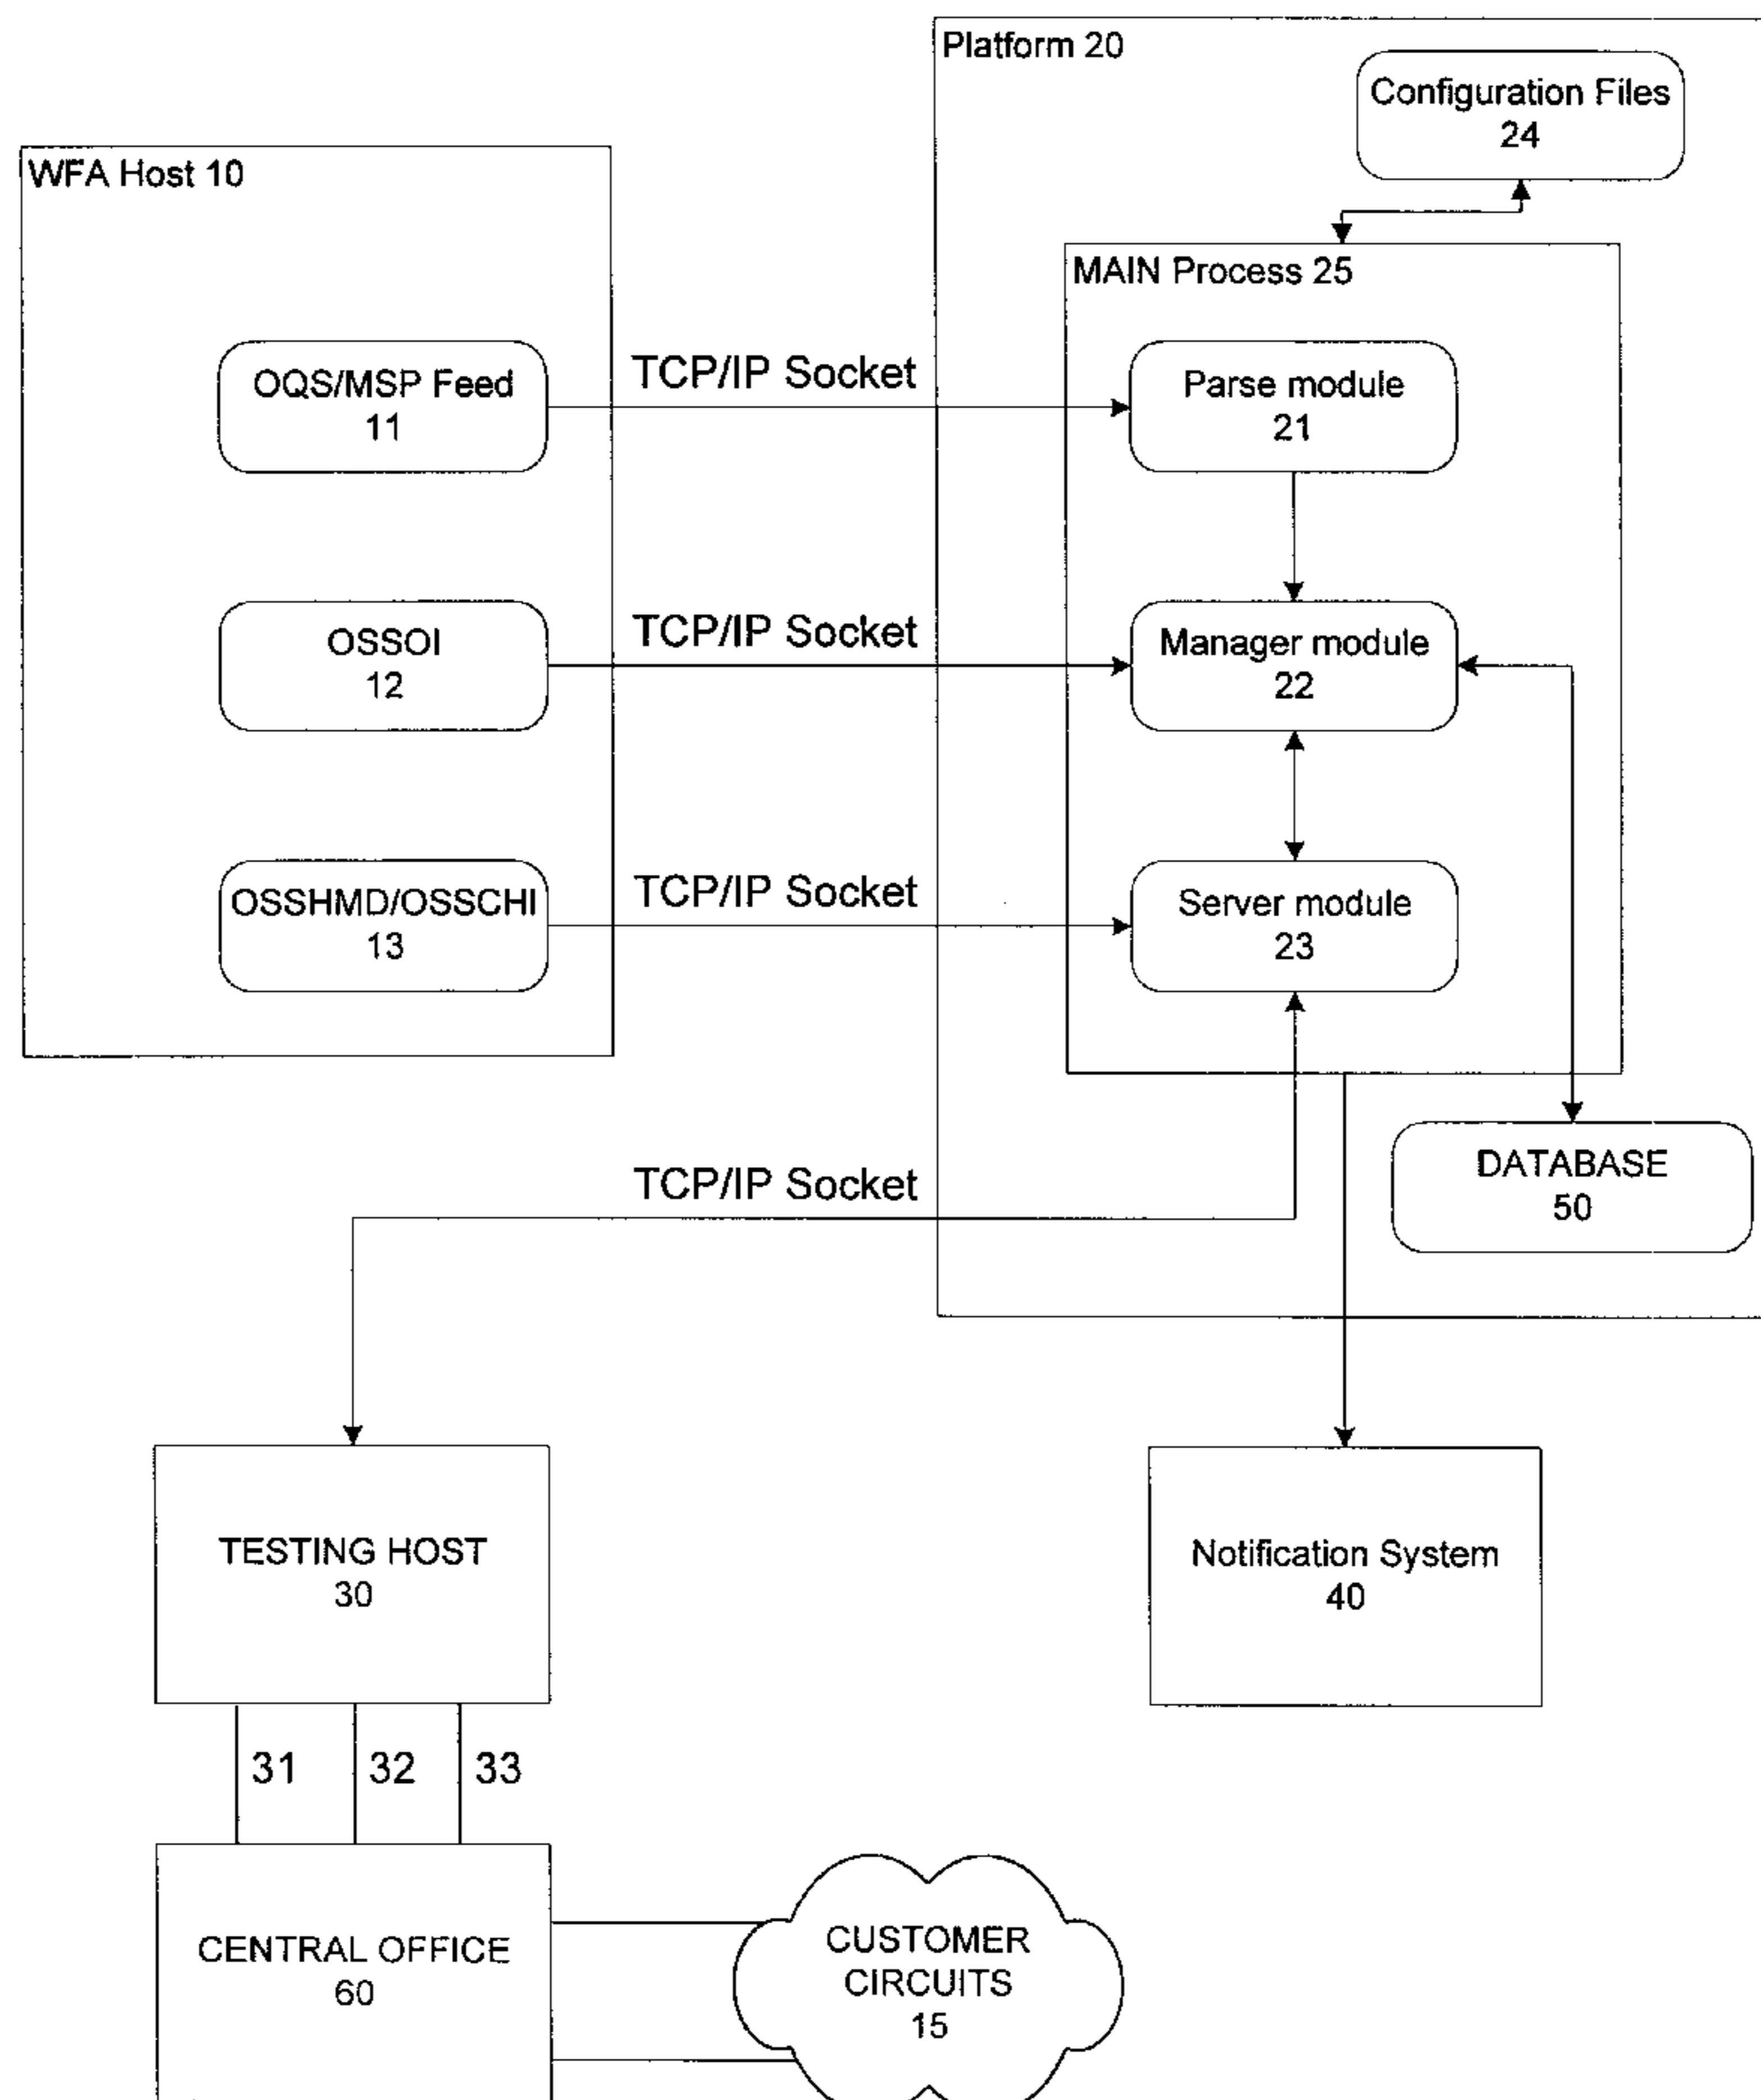 Platform 20
Configuration Files
24
WFA Host 10
MAIN Process 25
OQS/MSP Feed
11
TCP/IP Socket
Parse module
21
OSSOI
12
TCP/IP Socket
Manager module
22
OSSHMD/OSSCHI
13
TCP/IP Socket
Server module
23
TCP/IP Socket
DATABASE
50
TESTING HOST
30
Notification System
40
31
32
33
CENTRAL OFFICE
60
CUSTOMER
CIRCUITS
15